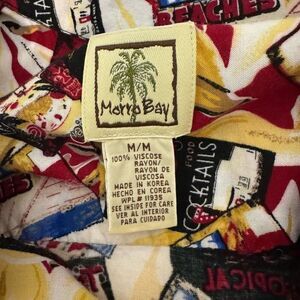 BEACHES
Morro Bay
M/M
100% VISCOSE
RAYON/
RAYON DE
VISCOSA
MADE IN KOREA
HECHO EN COREA
WPL # 11935
SEE INSIDE FOR CARE
VER AL INTERIOR
PARA CUIDADO
FOOD
COCKTAILS
TROPICAL